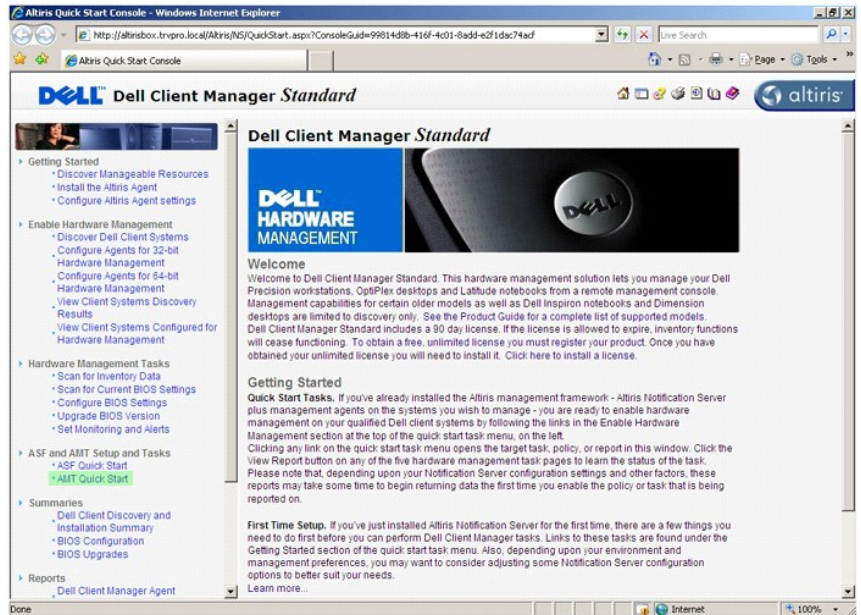 Altiris Quick Start Console - Windows Internet Explorer
http://altirisbox.trvpro.local/Altiris/NS/QuickStart.aspx?ConsoleGuid=99814d8b-416f-4c01-8add-e2f1dac74acf
Live Search
Altiris Quick Start Console
Page
Tools
DELL™ Dell Client Manager Standard
altiris
Getting Started
Discover Manageable Resources
Install the Altiris Agent
Configure Altiris Agent settings
Enable Hardware Management
Discover Dell Client Systems
Configure Agents for 32-bit
Hardware Management
Configure Agents for 64-bit
Hardware Management
View Client Systems Discovery
Results
View Client Systems Configured for
Hardware Management
Hardware Management Tasks
Scan for Inventory Data
Scan for Current BIOS Settings
Configure BIOS Settings
Upgrade BIOS Version
Set Monitoring and Alerts
ASF and AMT Setup and Tasks
ASF Quick Start
AMT Quick Start
Summaries
Dell Client Discovery and
Installation Summary
BIOS Configuration
BIOS Upgrades
Reports
Dell Client Manager Agent
Dell Client Manager Standard
DELL™
HARDWARE
MANAGEMENT
DELL
Welcome
Welcome to Dell Client Manager Standard. This hardware management solution lets you manage your Dell
Precision workstations, OptiPlex desktops and Latitude notebooks from a remote management console.
Management capabilities for certain older models as well as Dell Inspiron notebooks and Dimension
desktops are limited to discovery only. See the Product Guide for a complete list of supported models.
Dell Client Manager Standard includes a 90 day license. If the license is allowed to expire, inventory functions
will cease functioning. To obtain a free, unlimited license you must register your product. Once you have
obtained your unlimited license you will need to install it. Click here to install a license.
Getting Started
Quick Start Tasks. If you've already installed the Altiris management framework - Altiris Notification Server
plus management agents on the systems you wish to manage - you are ready to enable hardware
management on your qualified Dell client systems by following the links in the Enable Hardware
Management section at the top of the quick start task menu, on the left.
Clicking any link on the quick start task menu opens the target task, policy, or report in this window. Click the
View Report button on any of the five hardware management task pages to learn the status of the task.
Please note that, depending upon your Notification Server configuration settings and other factors, these
reports may take some time to begin returning data the first time you enable the policy or task that is being
reported on.
First Time Setup. If you've just installed Altiris Notification Server for the first time, there are a few things you
need to do first before you can perform Dell Client Manager tasks. Links to these tasks are found under the
Getting Started section of the quick start task menu. Also, depending upon your environment and
management preferences, you may want to consider adjusting some Notification Server configuration
options to better suit your needs.
Learn more...
Done
Internet
100%